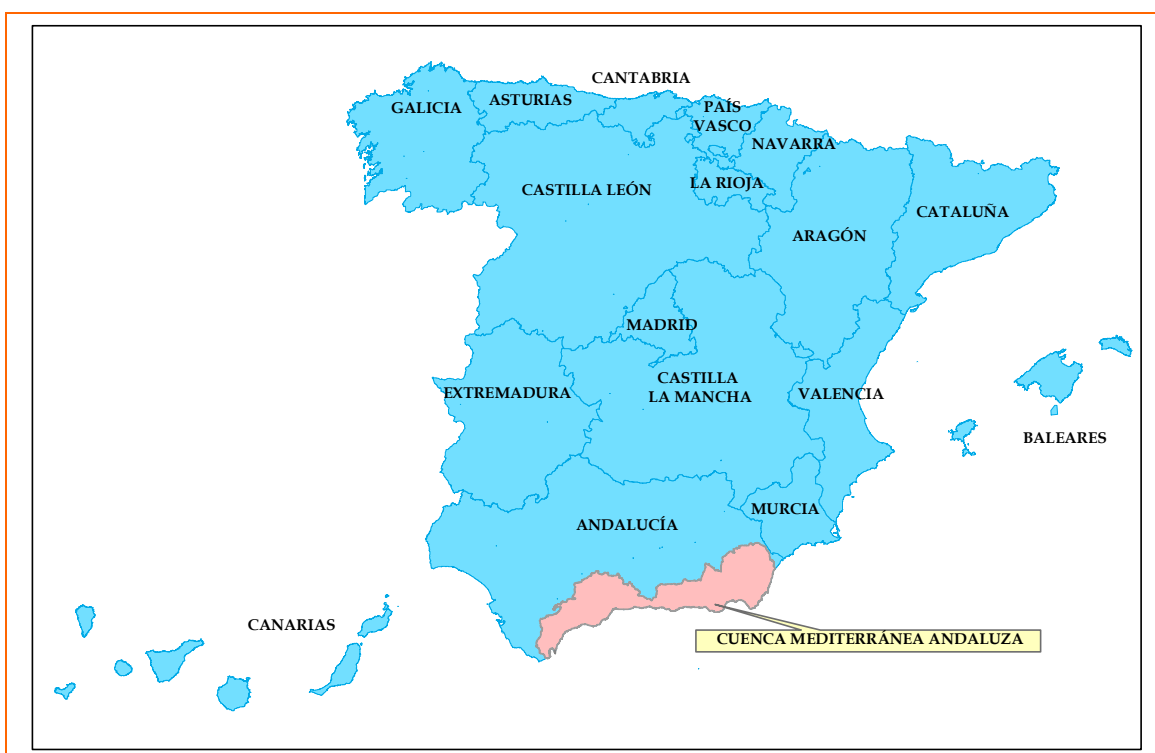 CANTABRIA
GALICIA
ASTURIAS
PAÍS
VASCO
NAVARRA
LA RIOJA
CASTILLA LEÓN
CATALUÑA
ARAGÓN
MADRID
CASTILLA
LA MANCHA
EXTREMADURA
VALENCIA
BALEARES
MURCIA
ANDALUCÍA
CANARIAS
CUENCA MEDITERRÁNEA ANDALUZA